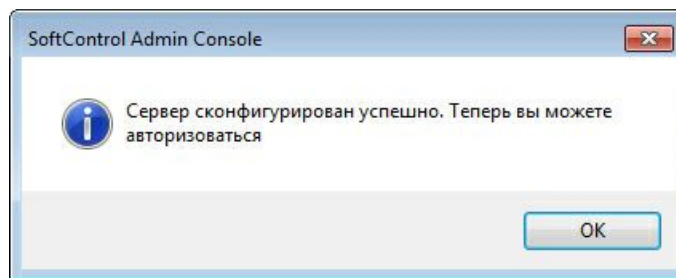 SoftControl Admin Console
Сервер сконфигурирован успешно. Теперь вы можете
авторизоваться
OK